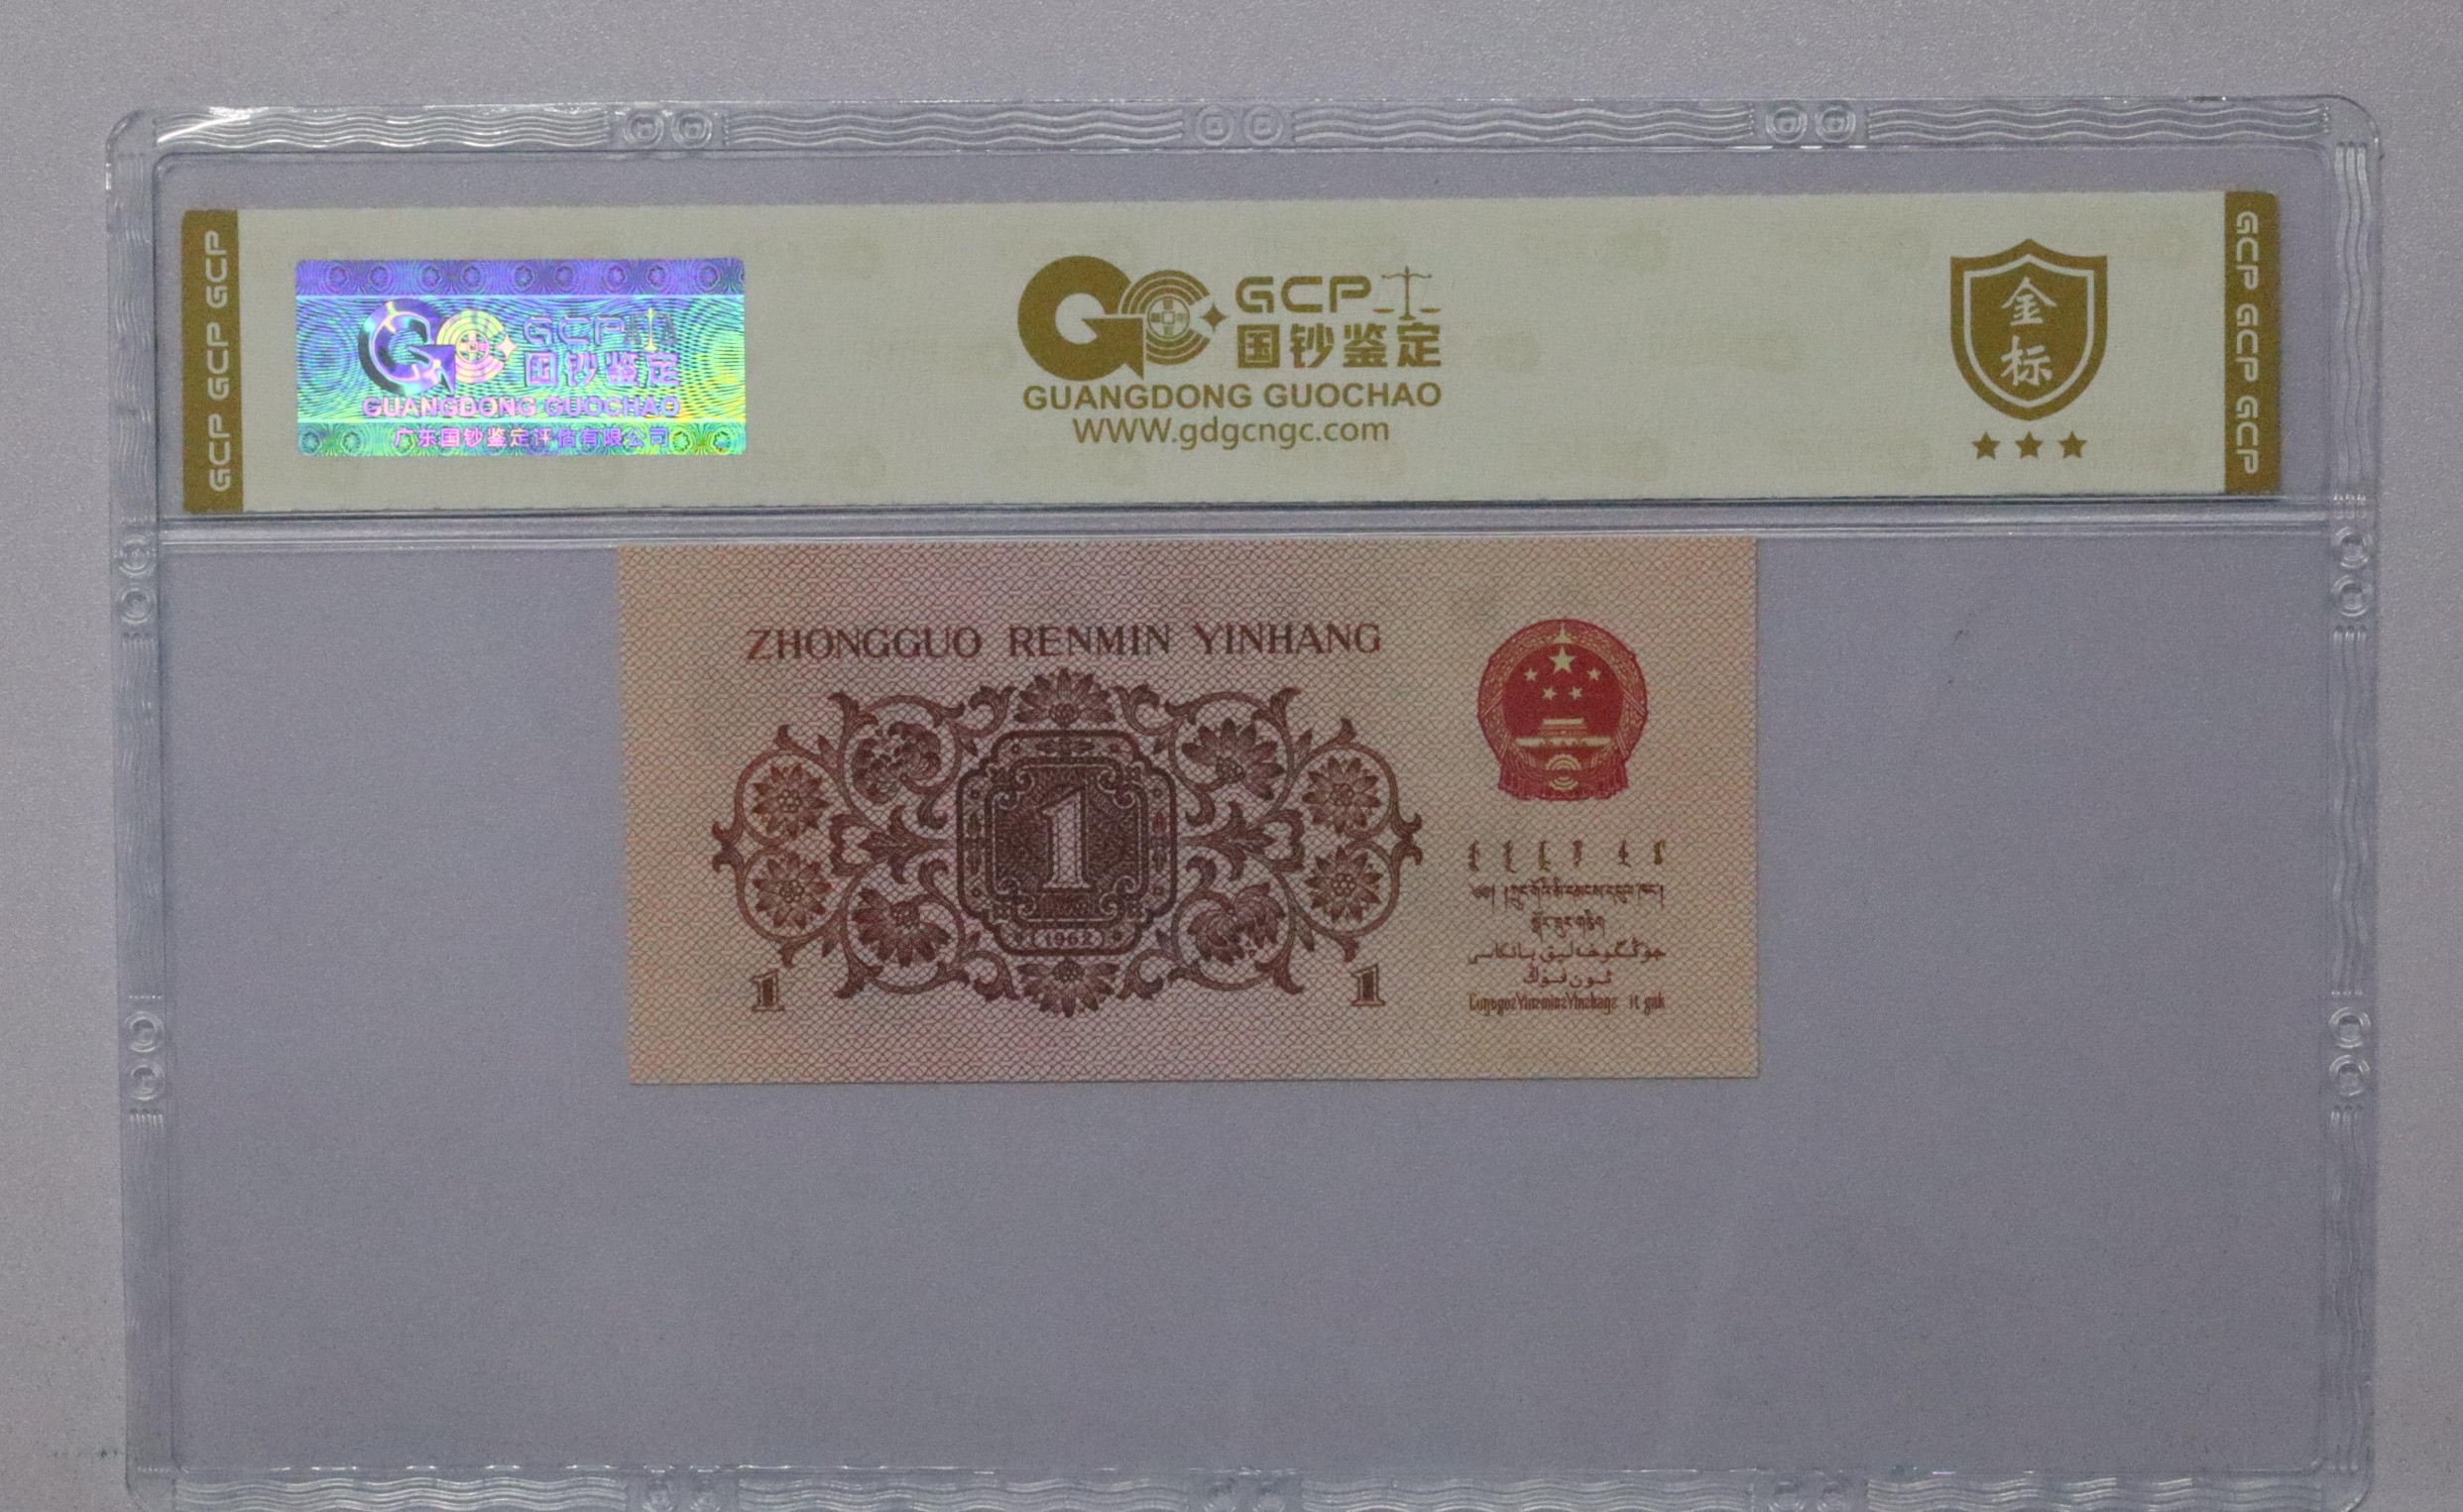 GCP GCP GCP
GCP
国钞鉴定
GUANGDONG GUOCHAO
广东国钞鉴定评估有限公司
GCP
国钞鉴定
GUANGDONG GUOCHAO
www.gdgcngc.com
金
标
GCP GCP GCP
ZHONGGUO RENMIN YINHANG
1
(1962)
1
1
جۇڭگوخەلىق بانكاسى